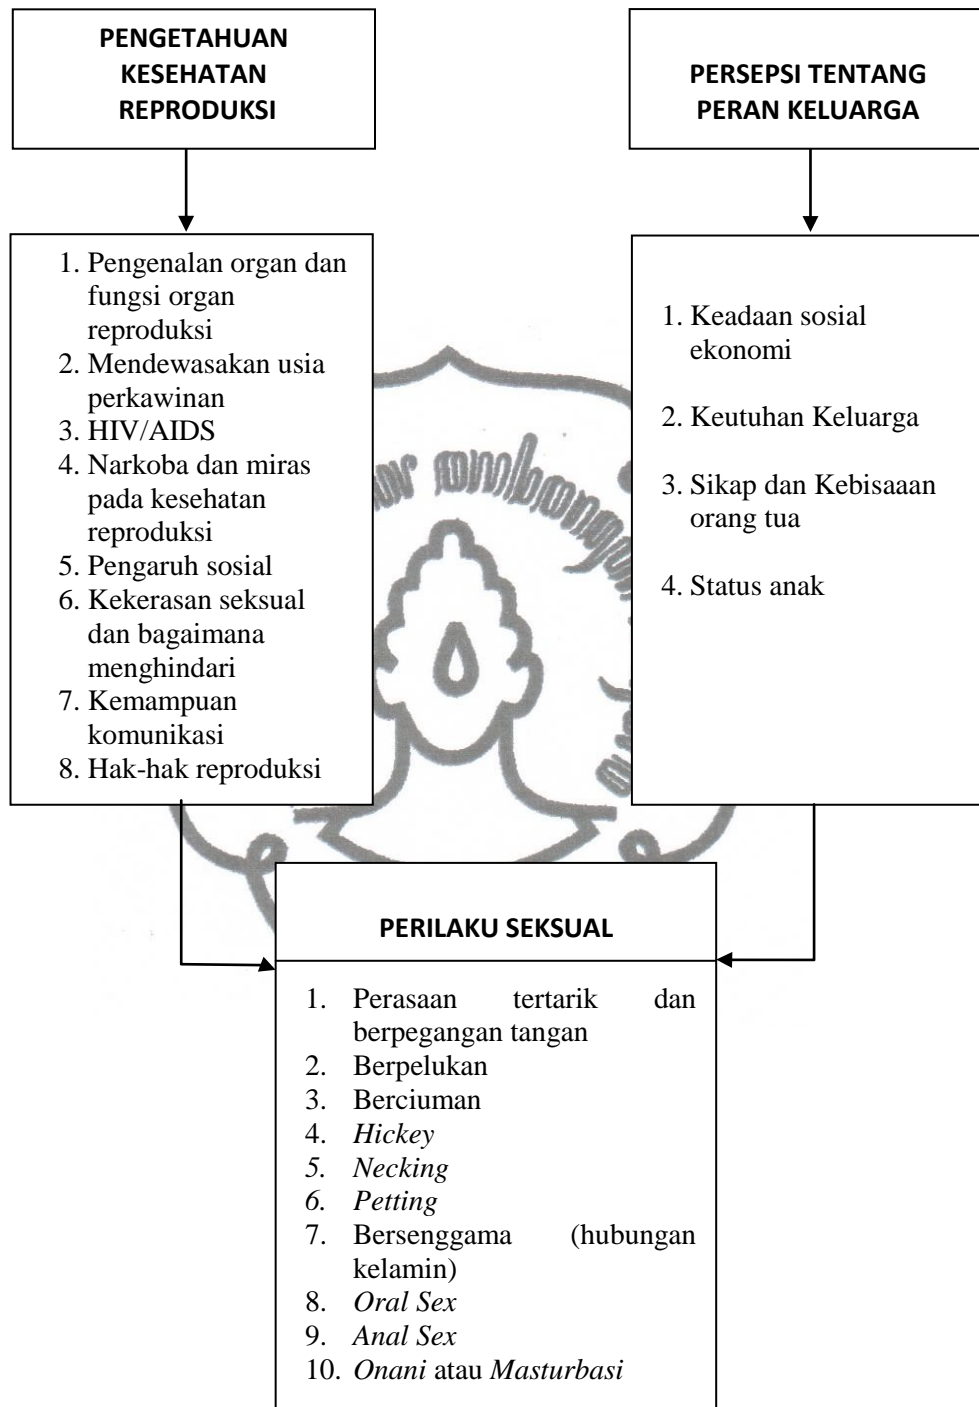 PENGETAHUAN
KESEHATAN
REPRODUKSI
PERSEPSI TENTANG
PERAN KELUARGA
1. Pengenalan organ dan
fungsi organ
reproduksi
2. Mendewasakan usia
perkawinan
3. HIV/AIDS
4. Narkoba dan miras
pada kesehatan
reproduksi
5. Pengaruh sosial
6. Kekerasan seksual
dan bagaimana
menghindari
7. Kemampuan
komunikasi
8. Hak-hak reproduksi
1. Keadaan sosial
ekonomi
2. Keutuhan Keluarga
3. Sikap dan Kebisaaan
orang tua
4. Status anak
PERILAKU SEKSUAL
1. Perasaan tertarik dan
berpegangan tangan
2. Berpelukan
3. Berciuman
4. Hickey
5. Necking
6. Petting
7. Bersenggama (hubungan
kelamin)
8. Oral Sex
9. Anal Sex
10. Onani atau Masturbasi